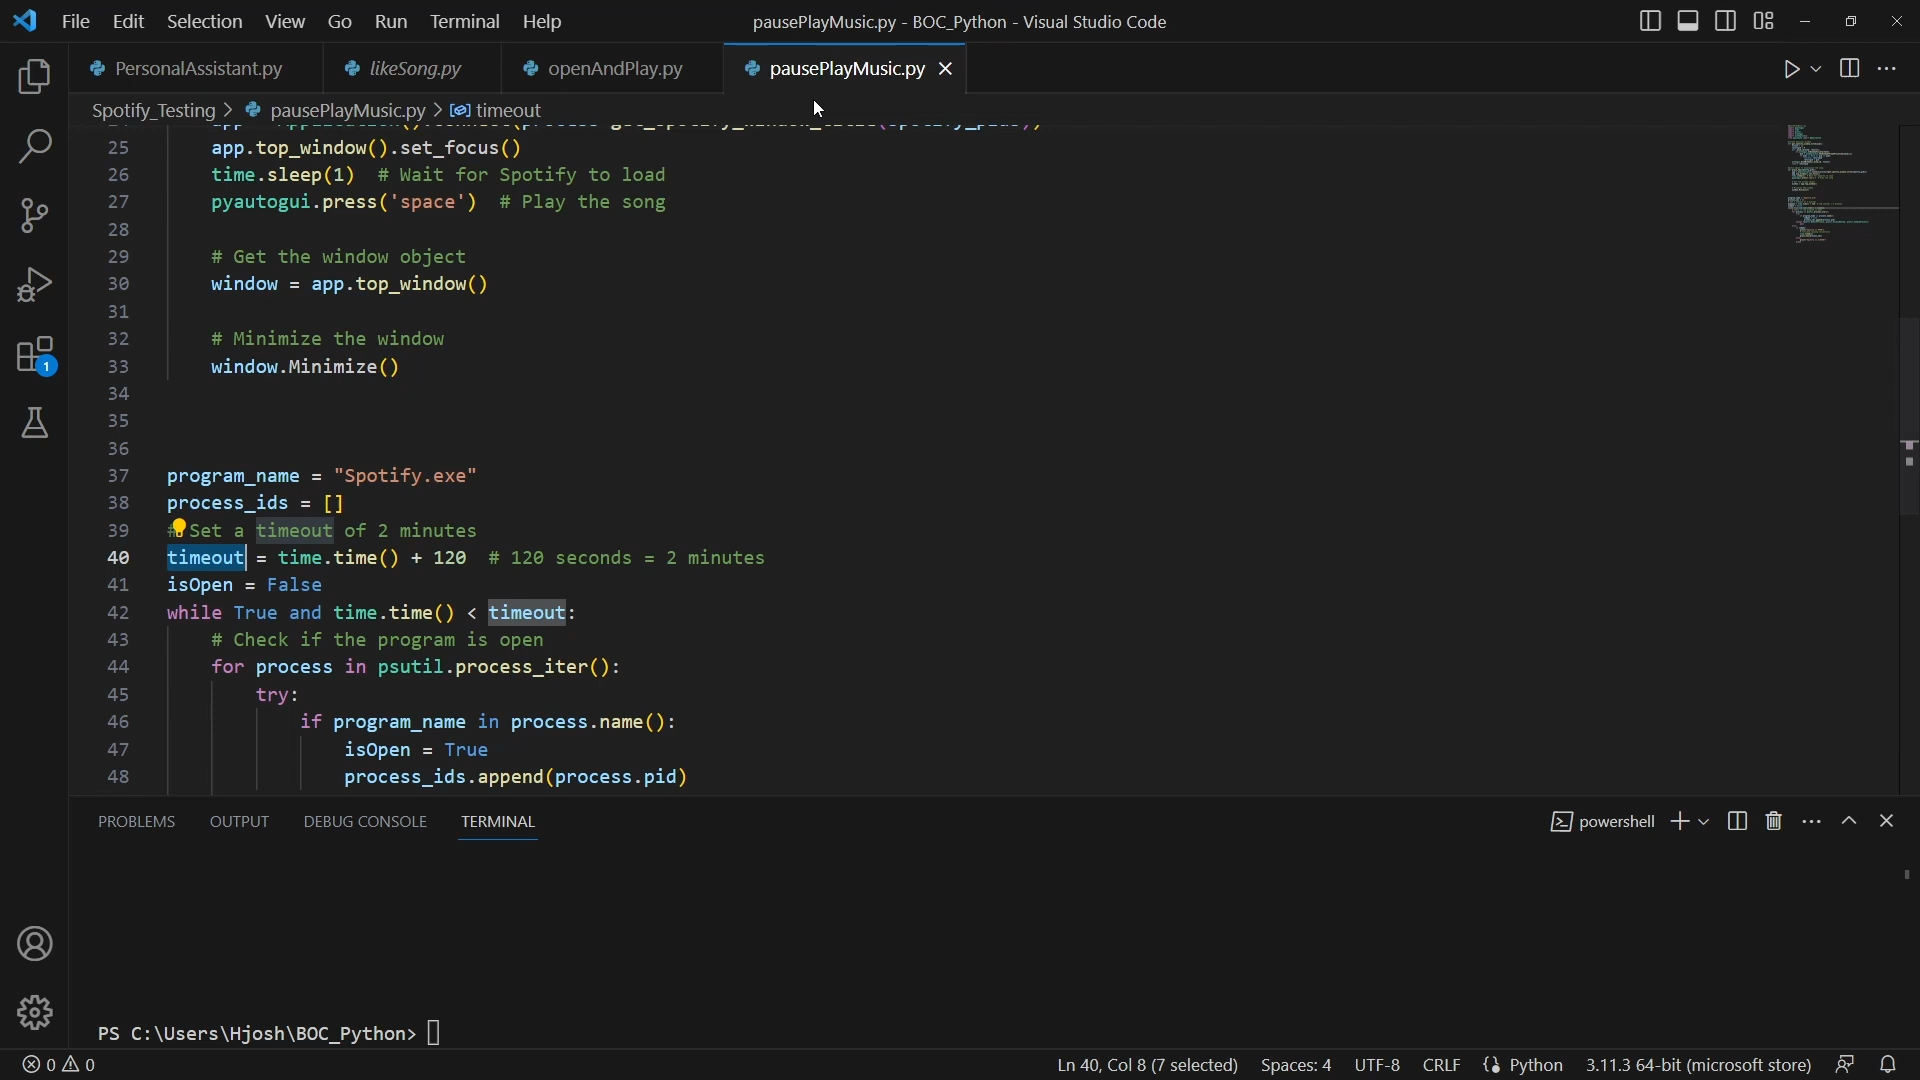 File Edit Selection View Go Run Terminal Help
pausePlayMusic.py - BOC_Python - Visual Studio Code
PersonalAssistant.py
likeSong.py
openAndPlay.py
pausePlayMusic.py
Spotify_Testing > pausePlayMusic.py > timeout
25 app.top_window().set_focus()
26 time.sleep(1) # Wait for Spotify to load
27 pyautogui.press('space') # Play the song
28
29 # Get the window object
30 window = app.top_window()
31
32 # Minimize the window
33 window.Minimize()
34
35
36
37 program_name = "Spotify.exe"
38 process_ids = []
39 # Set a timeout of 2 minutes
40 timeout = time.time() + 120 # 120 seconds = 2 minutes
41 isOpen = False
42 while True and time.time() < timeout:
43 # Check if the program is open
44 for process in psutil.process_iter():
45 try:
46 if program_name in process.name():
47 isOpen = True
48 process_ids.append(process.pid)
1
PROBLEMS OUTPUT DEBUG CONSOLE TERMINAL
powershell
PS C:\Users\Hjosh\BOC_Python>
0 0
Ln 40, Col 8 (7 selected) Spaces: 4 UTF-8 CRLF Python 3.11.3 64-bit (microsoft store)